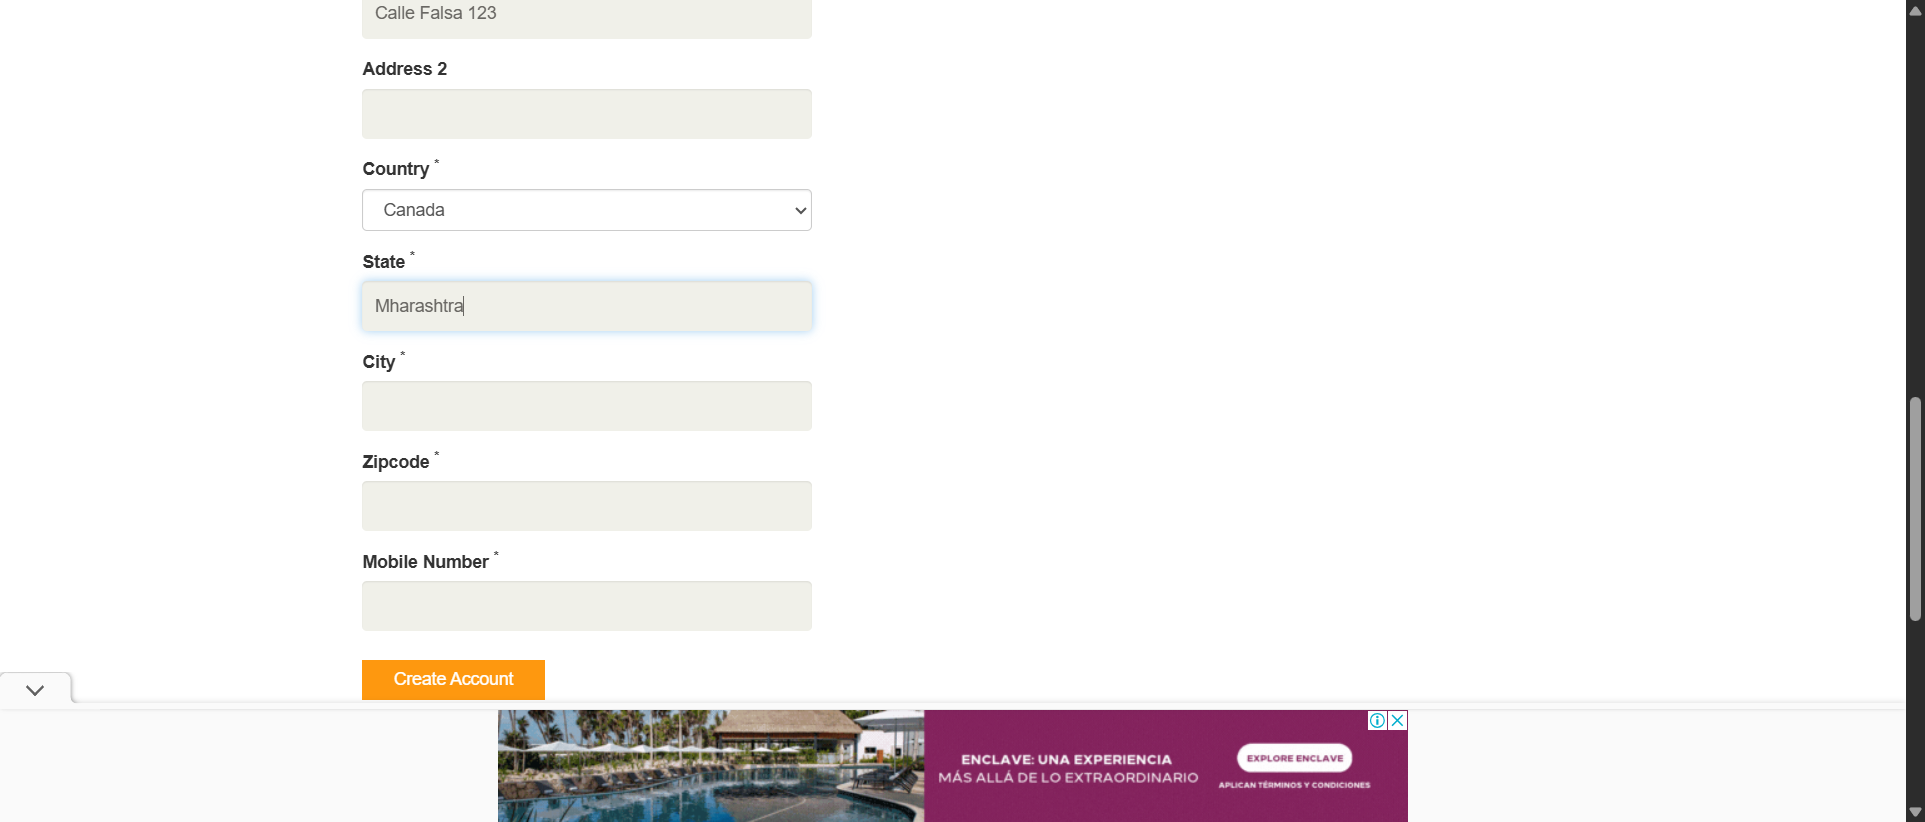 Calle Falsa 123
Address 2
Country *
Canada
State *
Mharashtra
City *
Zipcode *
Mobile Number *
Create Account
ENCLAVE: UNA EXPERIENCIA
MÁS ALLÁ DE LO EXTRAORDINARIO
EXPLORE ENCLAVE
APLICAN TÉRMINOS Y CONDICIONES